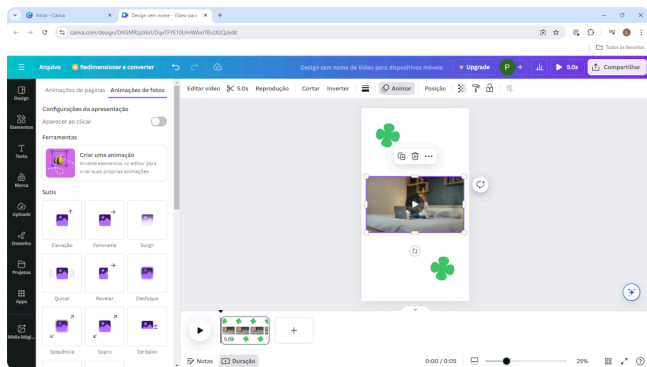 Início - Canva
Design sem nome - Vídeo para
canva.com/design/DAGMRzpXkrI/Dqv7FYE10UmWAioTBvzXzQ/edit
Todos os favoritos
Arquivo
Redimensionar e converter
Design sem nome de Vídeo para dispositivos móveis
Upgrade
P
5.0s
Compartilhar
Design
Elementos
Texto
Marca
Uploads
Desenho
Projetos
Apps
Mídia Mági...
Animações de páginas
Animações de fotos
Configurações da apresentação
Aparecer ao clicar
Ferramentas
Criar uma animação
Arraste elementos no editor para
criar suas próprias animações.
Sutis
Elevação
Panorama
Surgir
Quicar
Revelar
Desfoque
Sequência
Sopro
De baixo
Editar vídeo
5.0s
Reprodução
Cortar
Inverter
Animar
Posição
5.0s
Notas
Duração
0:00 / 0:05
25%